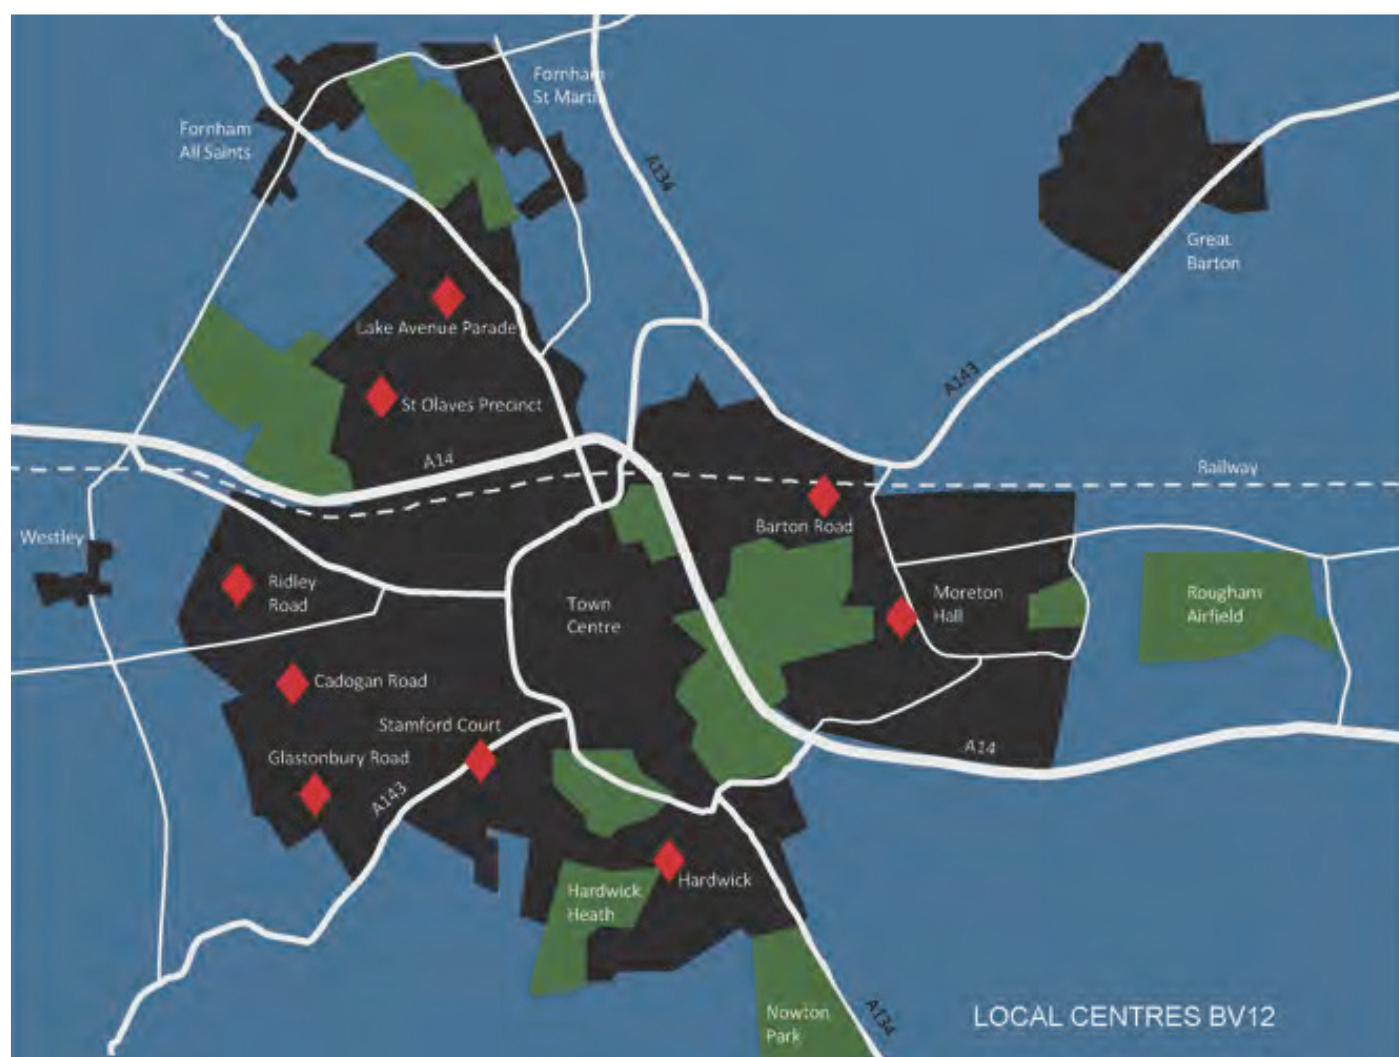 Fornham
St Martin
Fornham
All Saints
A134
Great
Barton
Lake Avenue Parade
A143
St Olaves Precinct
A14
Railway
Barton Road
Westley
Ridley
Road
Town
Centre
Moreton
Hall
Rougham
Airfield
Cadogan Road
Stamford Court
A14
Glastonbury Road
A143
Hardwick
Hardwick
Heath
Nowton
Park
A134
LOCAL CENTRES BV12